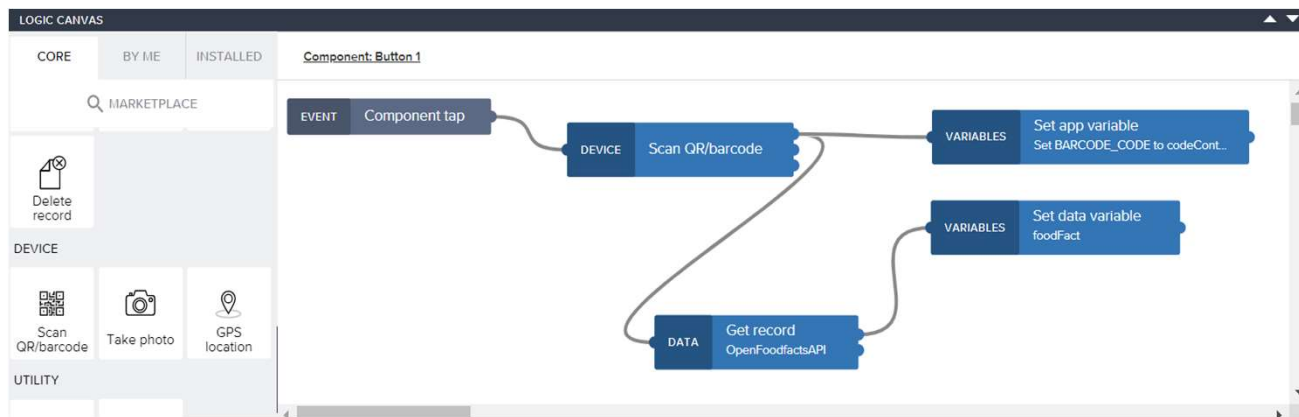 LOGIC CANVAS
CORE
BY ME
INSTALLED
MARKETPLACE
Delete
record
DEVICE
Scan
QR/barcode
Take photo
GPS
location
UTILITY
Component: Button 1
EVENT
Component tap
DEVICE
Scan QR/barcode
VARIABLES
Set app variable
Set BARCODE_CODE to codeCont...
VARIABLES
Set data variable
foodFact
DATA
Get record
OpenFoodfactsAPI